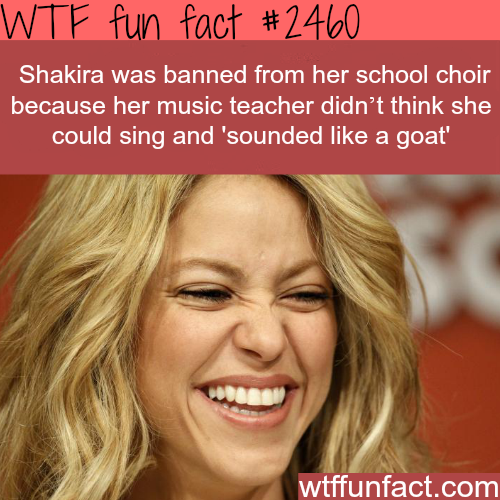 WTF fun fact #2460
Shakira was banned from her school choir
because her music teacher didn't think she
could sing and 'sounded like a goat'
wtffunfact.com